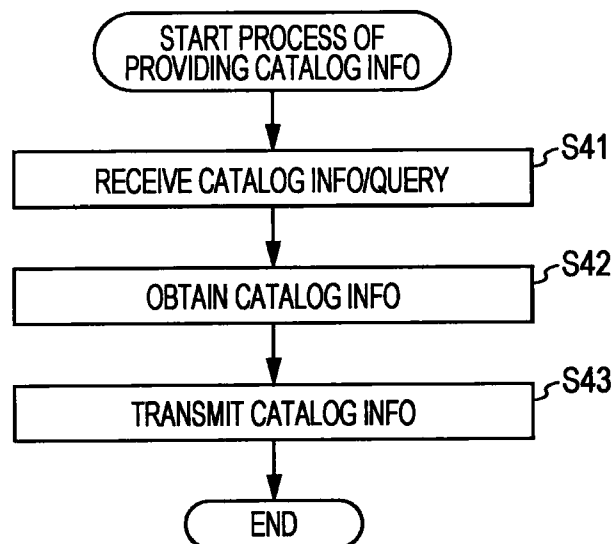 START PROCESS OF
PROVIDING CATALOG INFO
S41
RECEIVE CATALOG INFO/QUERY
S42
OBTAIN CATALOG INFO
S43
TRANSMIT CATALOG INFO
END